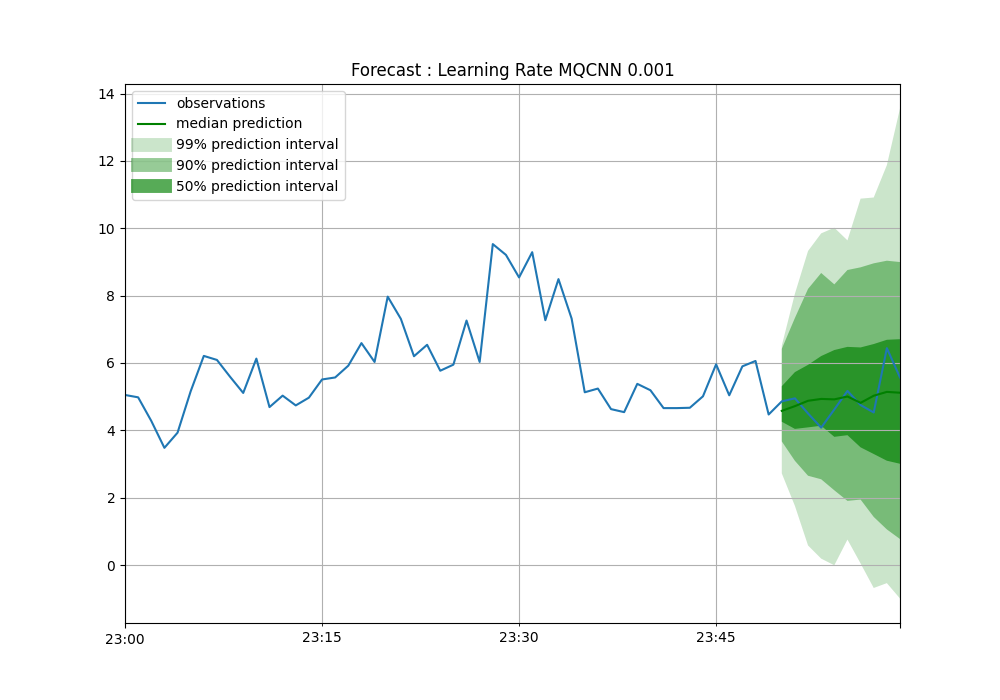 Forecast : Learning Rate MQCNN 0.001
observations
median prediction
99% prediction interval
90% prediction interval
50% prediction interval
14
12
10
8
6
4
2
0
23:00 23:15 23:30 23:45